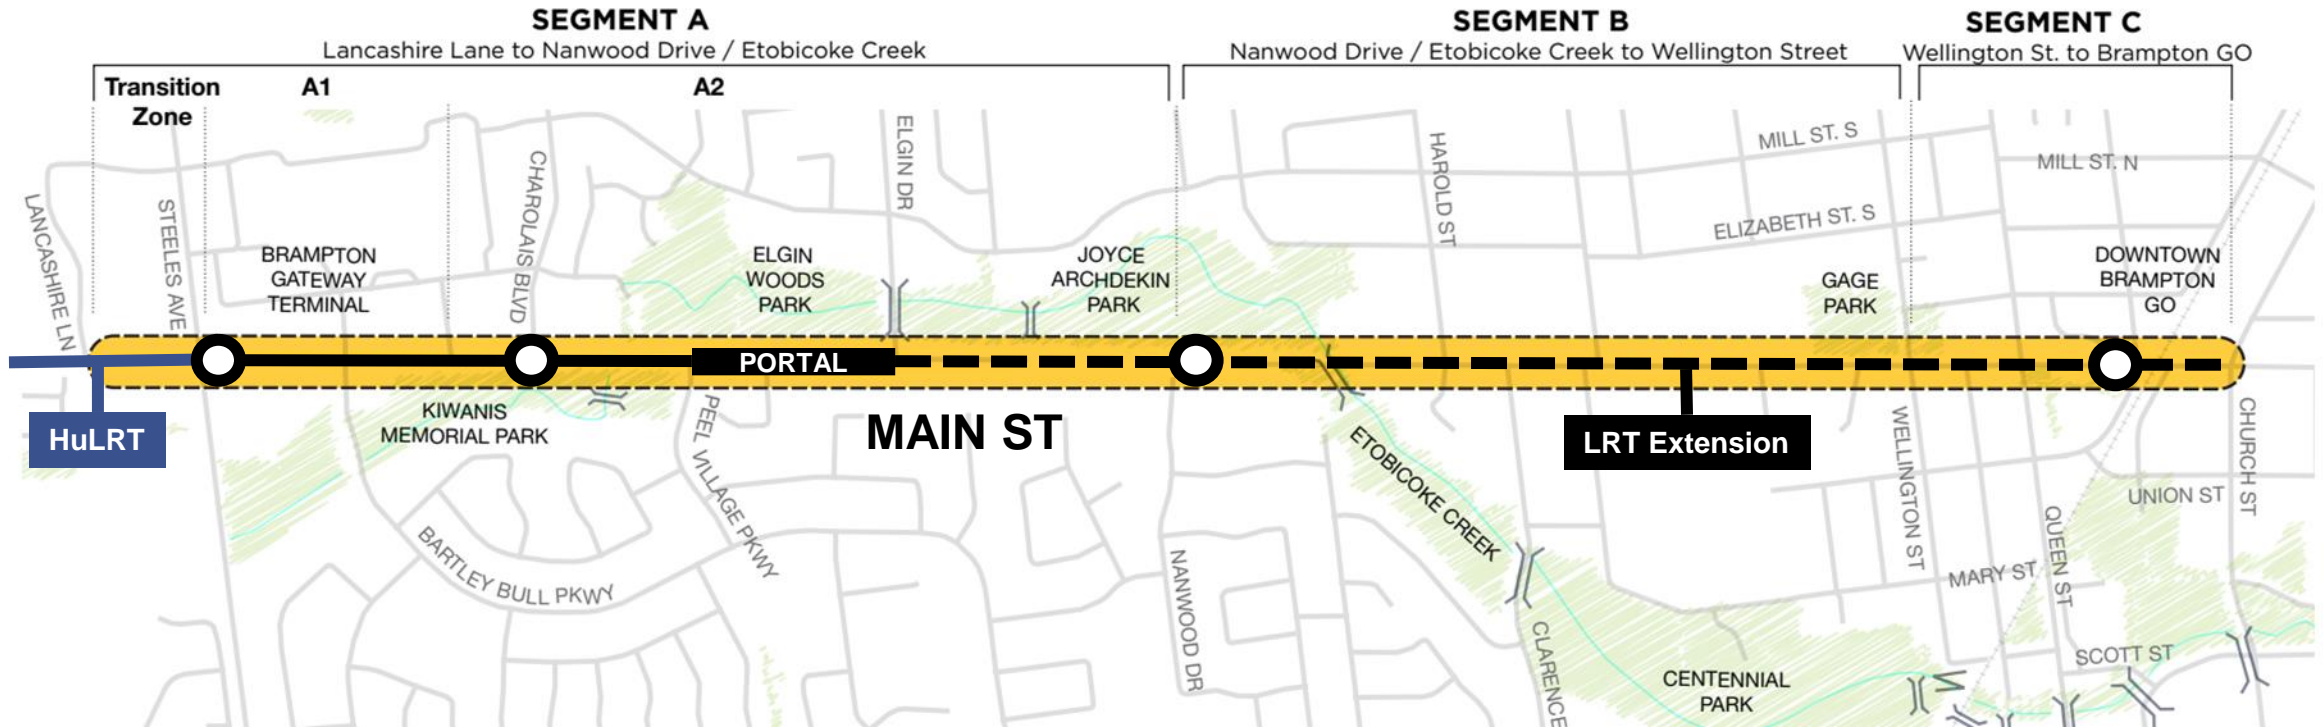 SEGMENT A
Lancashire Lane to Nanwood Drive / Etobicoke Creek
SEGMENT B
Nanwood Drive / Etobicoke Creek to Wellington Street
SEGMENT C
Wellington St. to Brampton GO
Transition
Zone
A1
A2
LANCASHIRE LN
STEELES AVE
BRAMPTON
GATEWAY
TERMINAL
CHAROLAIS BLVD
ELGIN
WOODS
PARK
ELGIN DR
JOYCE
ARCHDEKIN
PARK
HAROLD ST
MILL ST. S
ELIZABETH ST. S
GAGE
PARK
MILL ST. N
DOWNTOWN
BRAMPTON
GO
PORTAL
HuLRT
KIWANIS
MEMORIAL PARK
MAIN ST
LRT Extension
PEEL VILLAGE PKWY
BARTLEY BULL PKWY
NANWOOD DR
ETOBICOKE CREEK
CLARENCE
CENTENNIAL
PARK
WELLINGTON ST
MARY ST
QUEEN ST
UNION ST
CHURCH ST
SCOTT ST